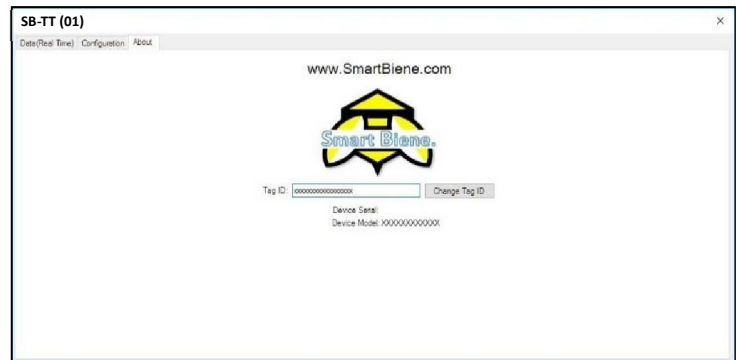 SB-TT (01)
×
Data(Real Time) Configuration About
www.SmartBiene.com
Smart Biene.
Tag ID: xxxxxxxxxxxxxxxx Change Tag ID
Device Serial:
Device Model: XXXXXXXXXXXX